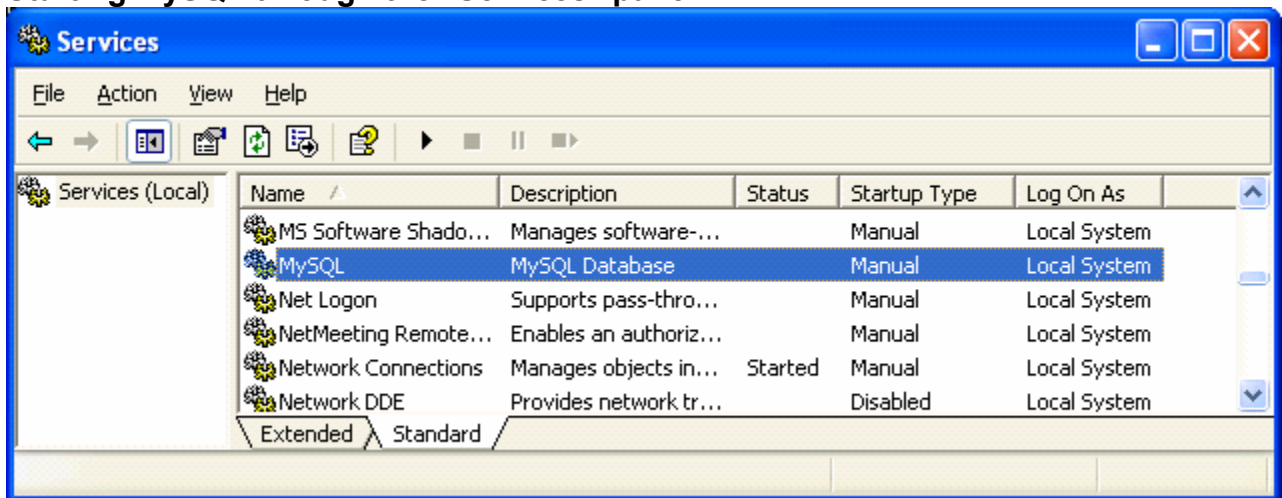 Services
File Action View Help
Services (Local)
Name Description Status Startup Type Log On As
MS Software Shado... Manages software-... Manual Local System
MySQL MySQL Database Manual Local System
Net Logon Supports pass-thro... Manual Local System
NetMeeting Remote... Enables an authoriz... Manual Local System
Network Connections Manages objects in... Started Manual Local System
Network DDE Provides network tr... Disabled Local System
Extended Standard